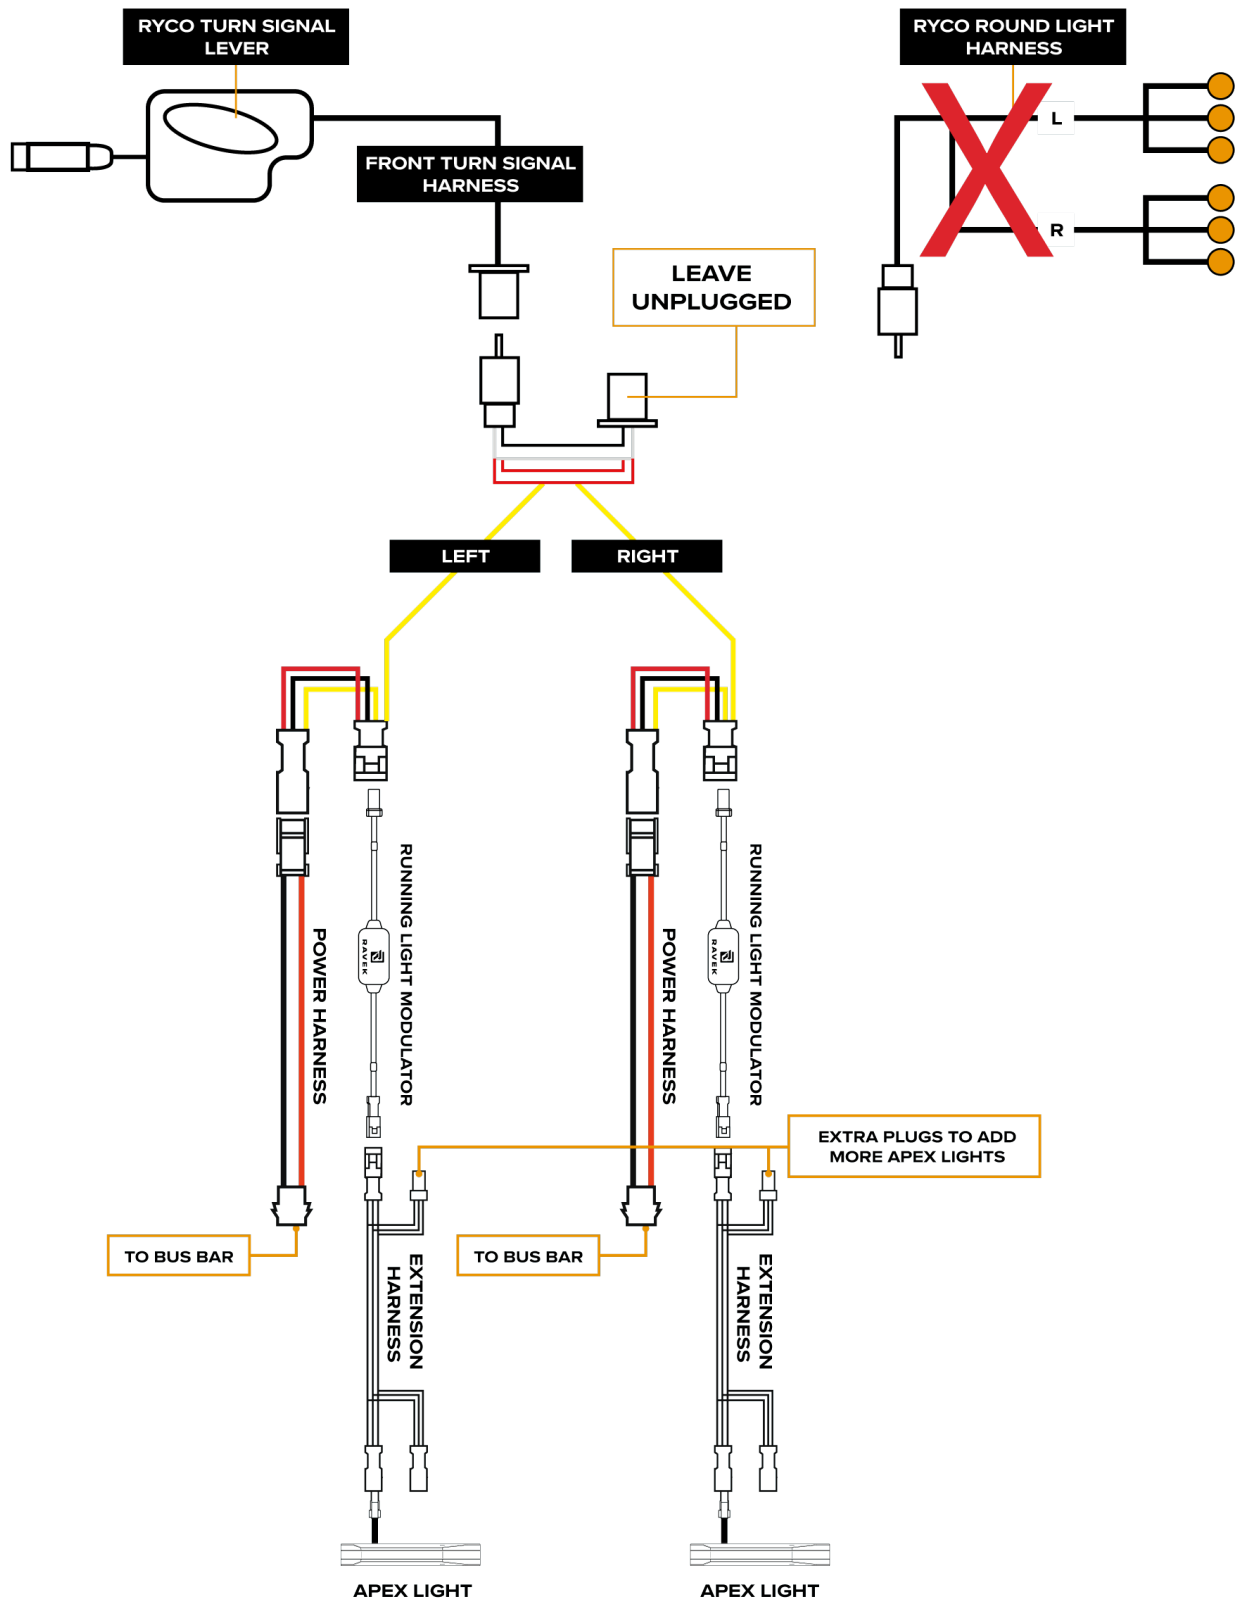 RYCO TURN SIGNAL
LEVER
RYCO ROUND LIGHT
HARNESS
L
FRONT TURN SIGNAL
HARNESS
R
LEAVE
UNPLUGGED
LEFT
RIGHT
RUNNING LIGHT MODULATOR
RAVEK
POWER HARNESS
RUNNING LIGHT MODULATOR
RAVEK
POWER HARNESS
EXTRA PLUGS TO ADD
MORE APEX LIGHTS
TO BUS BAR
TO BUS BAR
EXTENSION
HARNESS
EXTENSION
HARNESS
APEX LIGHT
APEX LIGHT